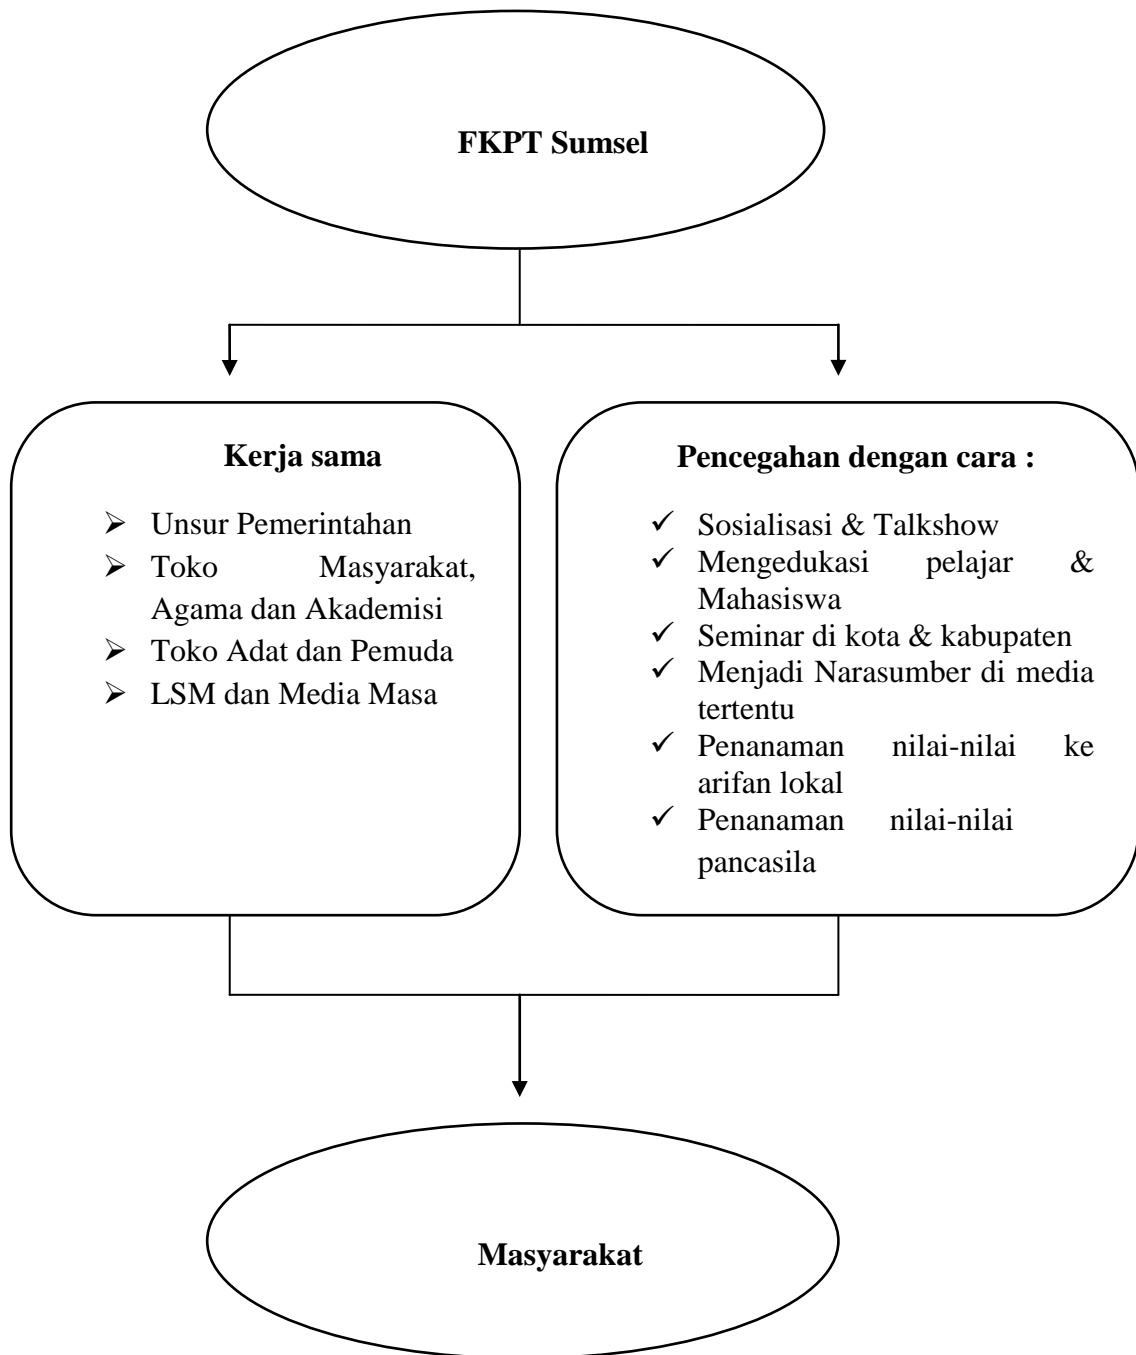 FKPT Sumsel
Kerja sama
➢ Unsur Pemerintahan
➢ Toko Masyarakat,
Agama dan Akademisi
➢ Toko Adat dan Pemuda
➢ LSM dan Media Masa
Pencegahan dengan cara :
✓ Sosialisasi & Talkshow
✓ Mengedukasi pelajar &
Mahasiswa
✓ Seminar di kota & kabupaten
✓ Menjadi Narasumber di media
tertentu
✓ Penanaman nilai-nilai ke
arifan lokal
✓ Penanaman nilai-nilai
pancasila
Masyarakat